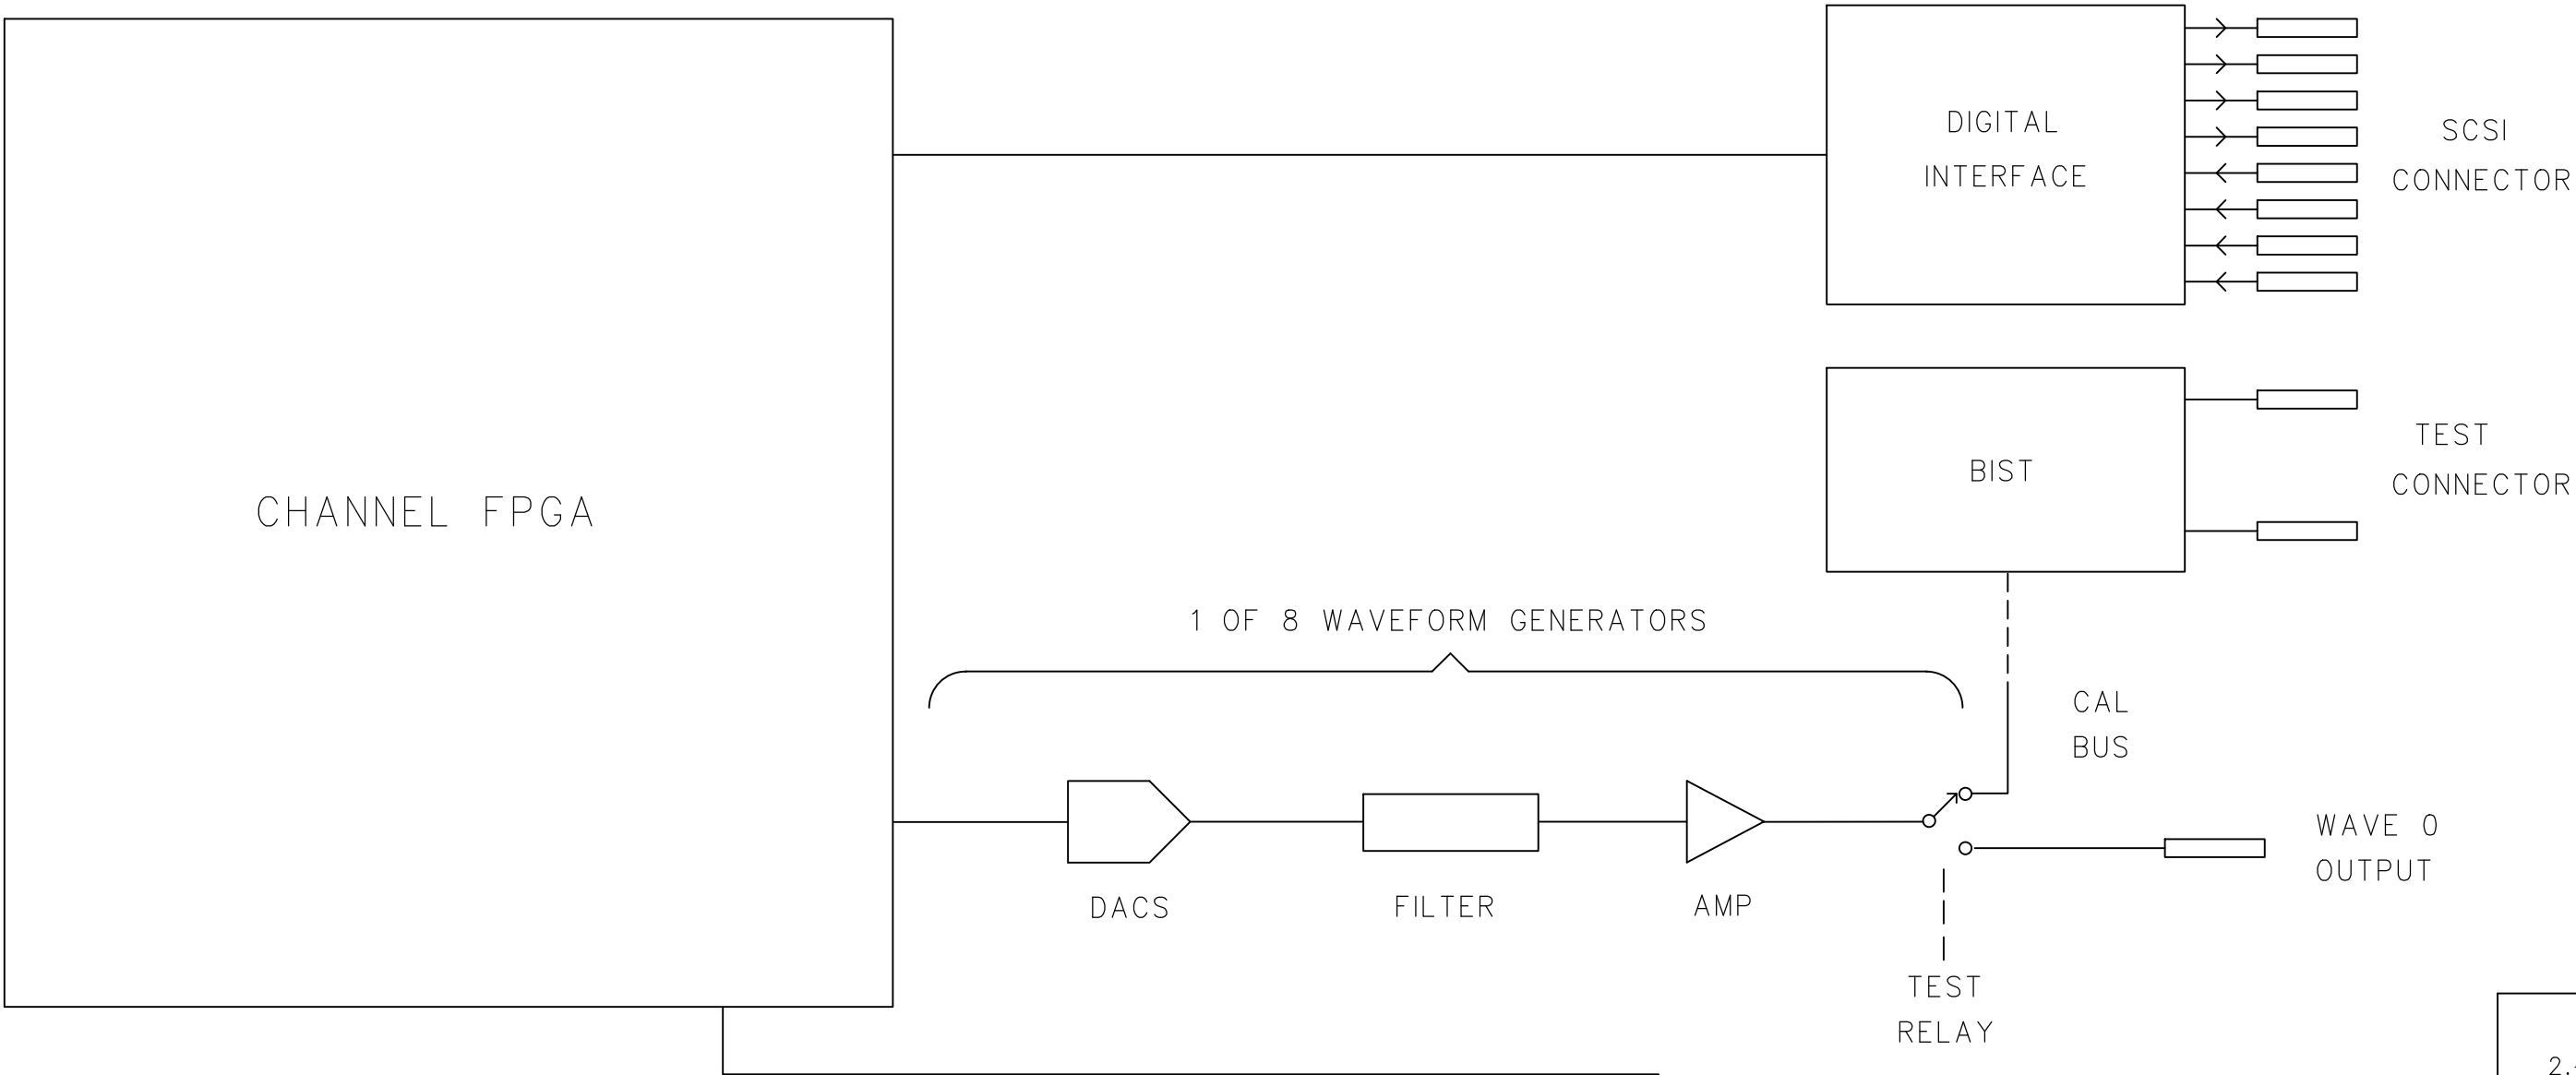 DIGITAL
INTERFACE
SCSI
CONNECTOR
CHANNEL FPGA
BIST
TEST
CONNECTOR
1 OF 8 WAVEFORM GENERATORS
CAL
BUS
DACS
FILTER
AMP
WAVE 0
OUTPUT
TEST
RELAY